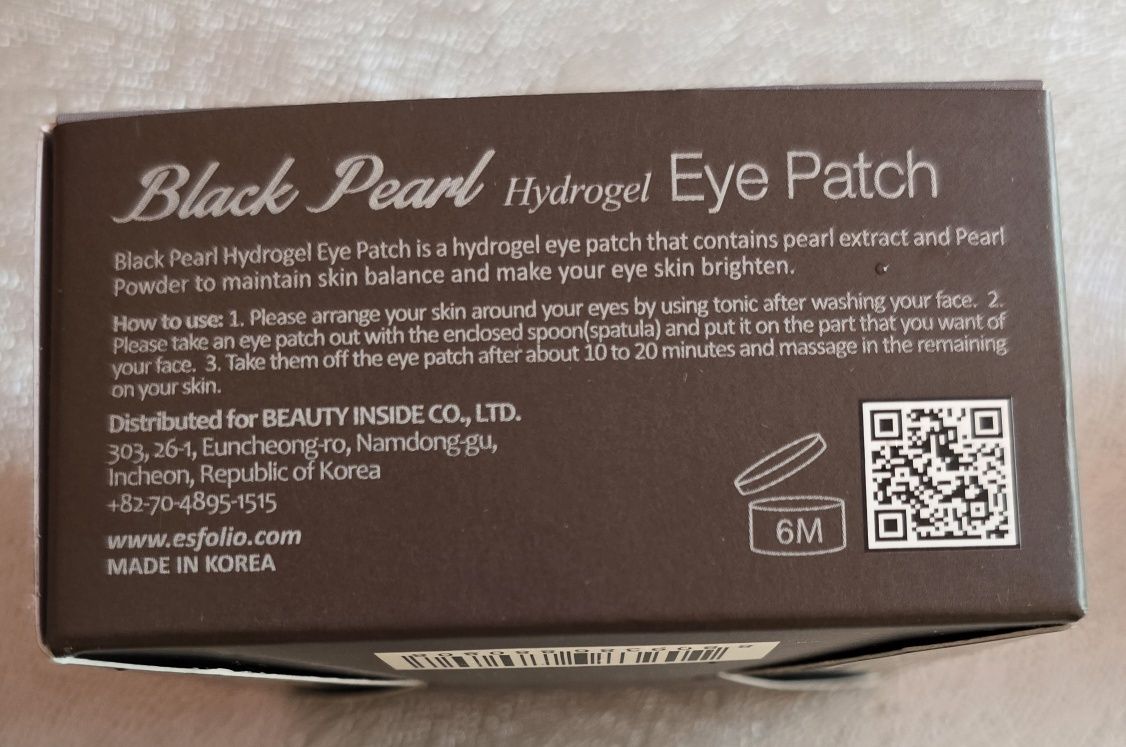 Black Pearl Hydrogel Eye Patch
Black Pearl Hydrogel Eye Patch is a hydrogel eye patch that contains pearl extract and Pearl
Powder to maintain skin balance and make your eye skin brighten.
How to use: 1. Please arrange your skin around your eyes by using tonic after washing your face. 2.
Please take an eye patch out with the enclosed spoon(spatula) and put it on the part that you want of
your face. 3. Take them off the eye patch after about 10 to 20 minutes and massage in the remaining
on your skin.
Distributed for BEAUTY INSIDE CO., LTD.
303, 26-1, Euncheong-ro, Namdong-gu,
Incheon, Republic of Korea
+82-70-4895-1515
www.esfolio.com
MADE IN KOREA
6M